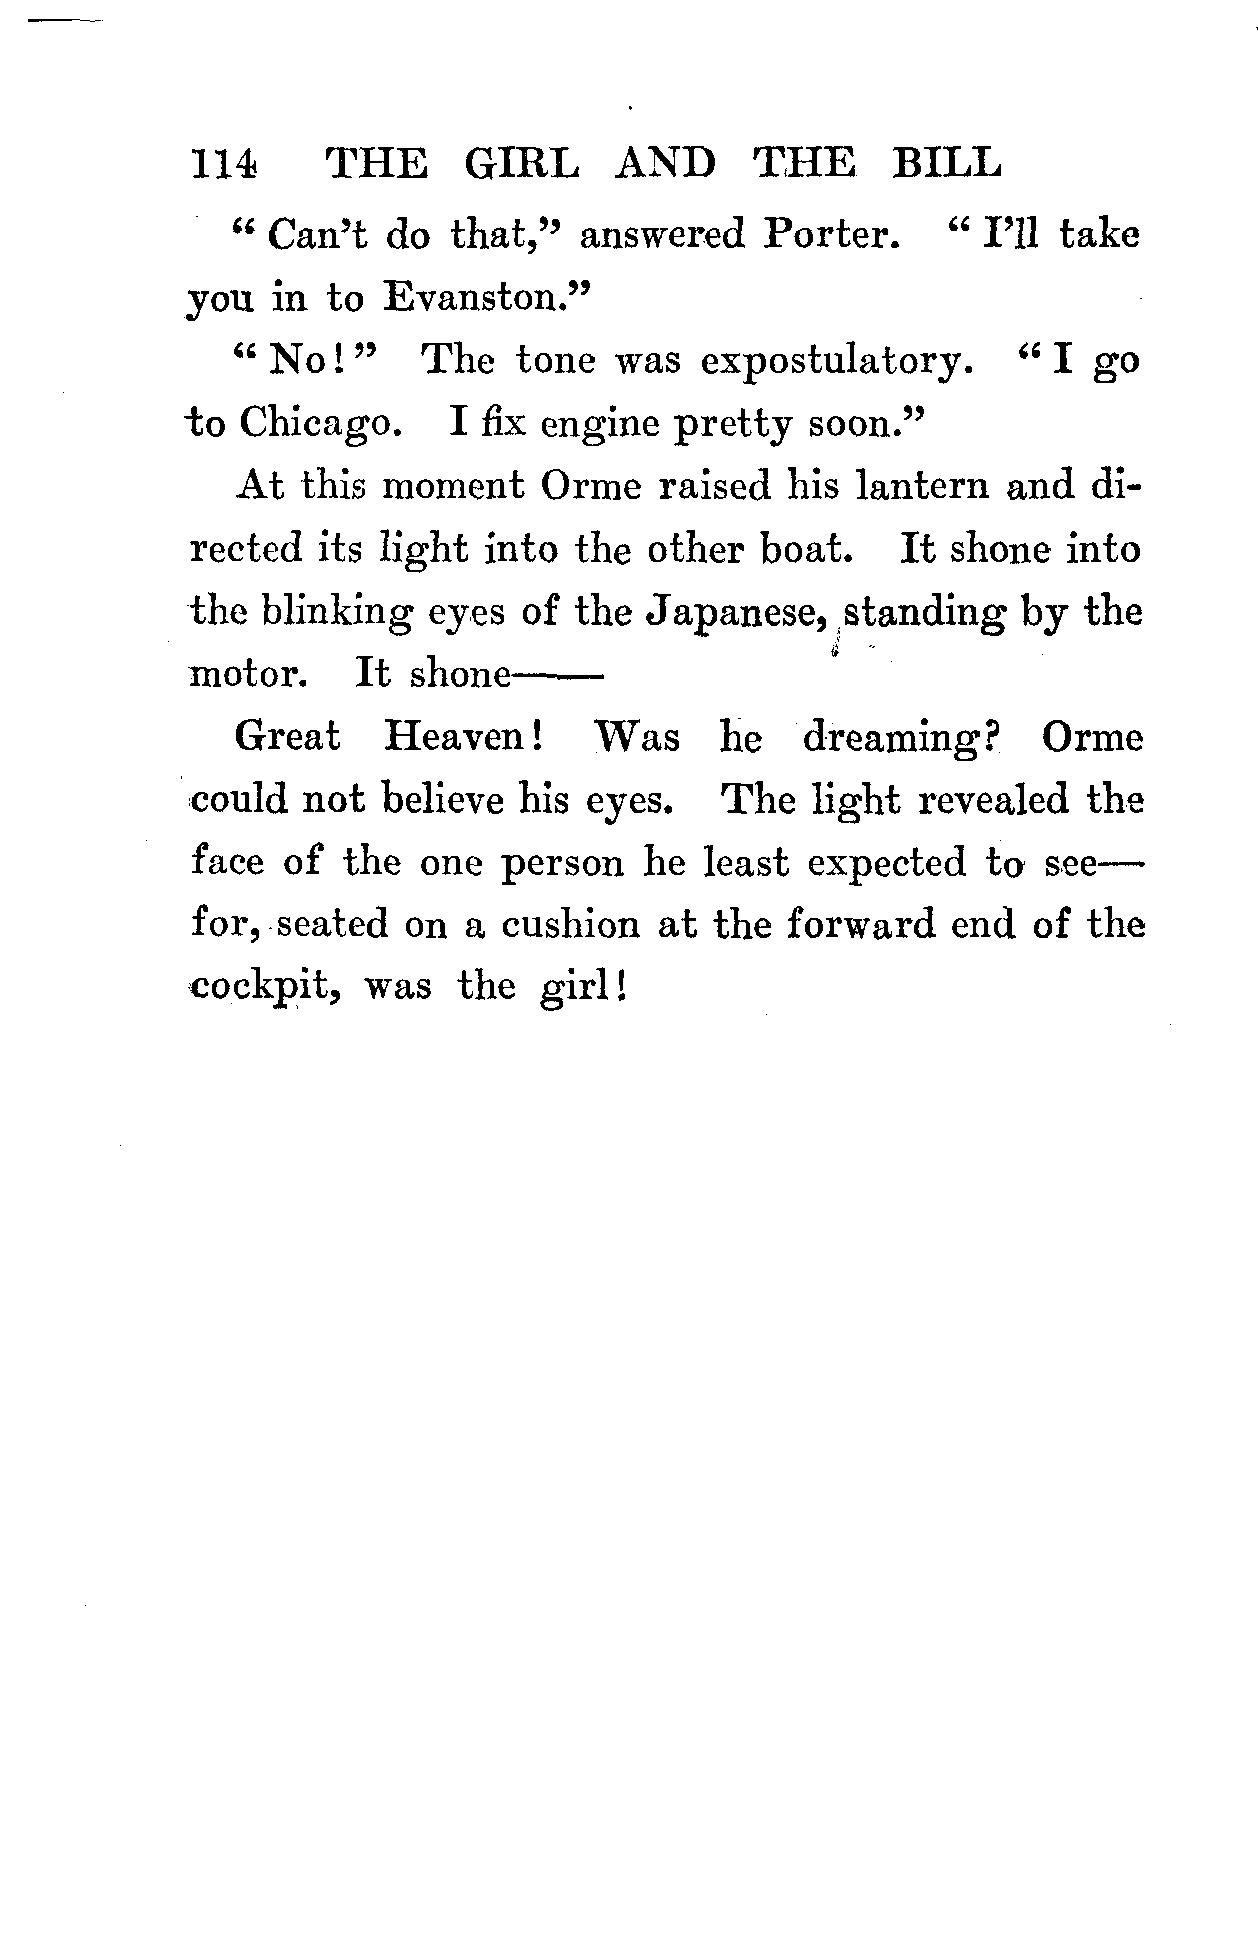 114 THE GIRL AND THE BILL
“ Can’t do that,” answered Porter. “ I’ll take
you in to Evanston.”
“ No! ” The tone was expostulatory. “ I go
to Chicago. I fix engine pretty soon.”
At this moment Orme raised his lantern and di-
rected its light into the other boat. It shone into
the blinking eyes of the Japanese, standing by the
motor. It shone——
Great Heaven! Was he dreaming? Orme
could not believe his eyes. The light revealed the
face of the one person he least expected to see—
for, seated on a cushion at the forward end of the
cockpit, was the girl!